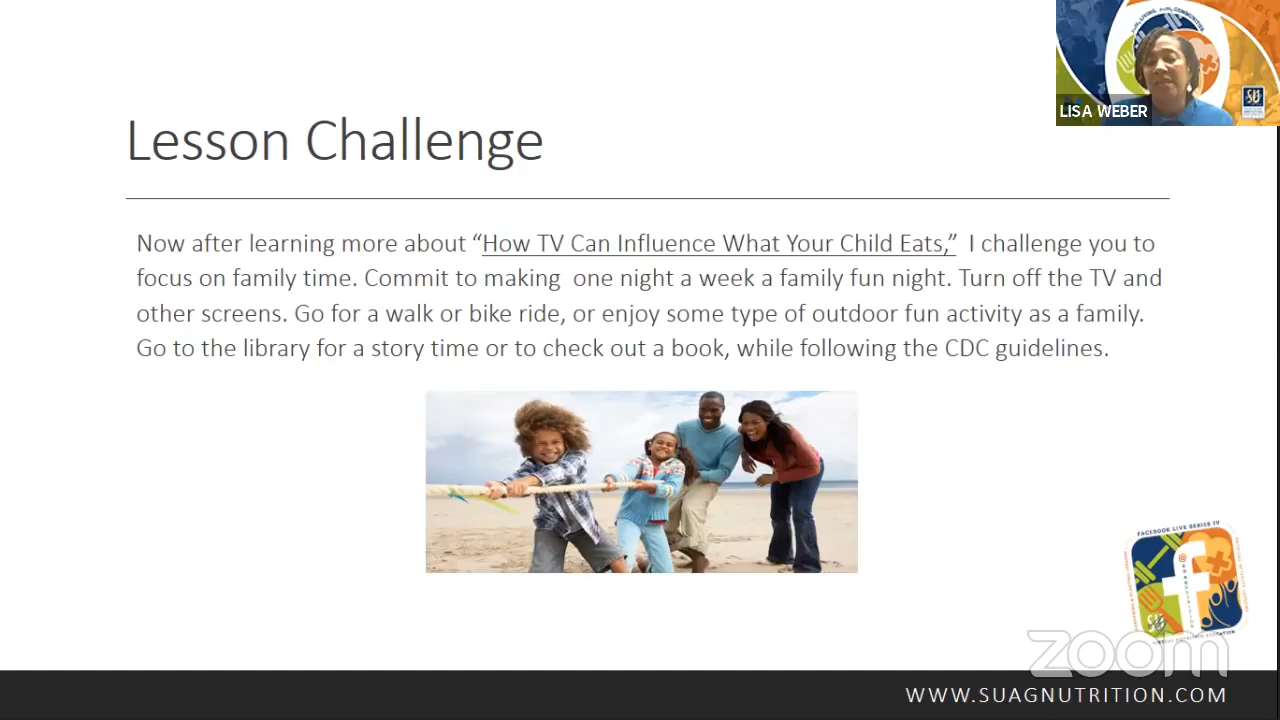 LISA WEBER
Lesson Challenge
Now after learning more about “How TV Can Influence What Your Child Eats,” I challenge you to
focus on family time. Commit to making one night a week a family fun night. Turn off the TV and
other screens. Go for a walk or bike ride, or enjoy some type of outdoor fun activity as a family.
Go to the library for a story time or to check out a book, while following the CDC guidelines.
FACEBOOK LIVE SERIES IV
zoom
WWW.SUAGNUTRITION.COM